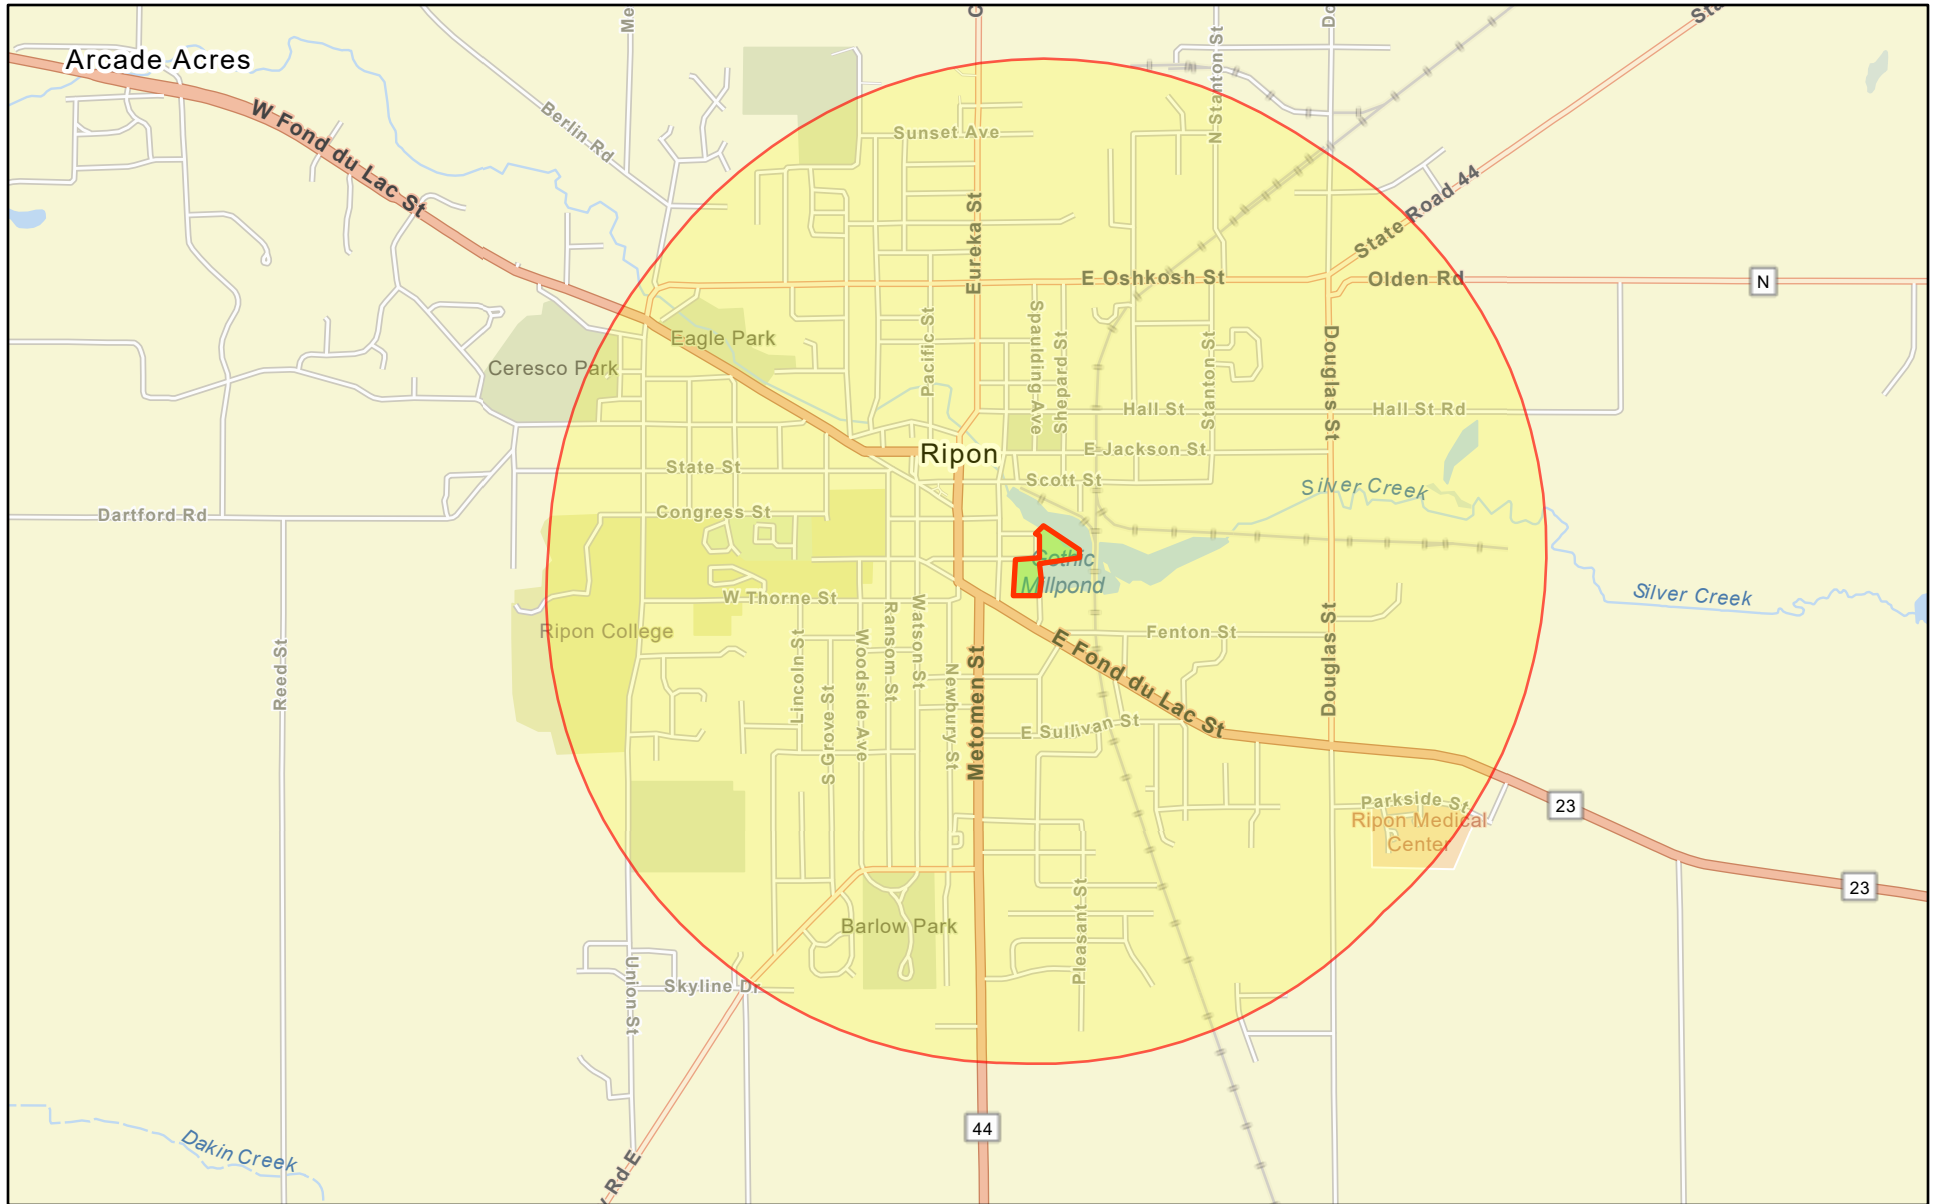 Arcade Acres
W Fond du Lac St
Berlin Rd
Me
C
N Stanton St
Do
Sta
Sunset Ave
Eureka St
State Road 44
E Oshkosh St
Olden Rd
N
Eagle Park
Ceresco Park
Pacific St
Spaulding Ave
Shepard St
Stanton St
Douglas St
Hall St
Hall St Rd
Ripon
E Jackson St
State St
Scott St
Silver Creek
Congress St
Dartford Rd
Gothic
Millpond
W Thorne St
Silver Creek
Ripon College
Fenton St
E Fond du Lac St
Reed St
Lincoln St
S Grove St
Woodside Ave
Ransom St
Watson St
Newbury St
Metomen St
Douglas St
E Sullivan St
Parkside St
Ripon Medical
Center
23
23
Barlow Park
Pleasant St
Union St
Skyline Dr
44
Dakin Creek
y Rd E